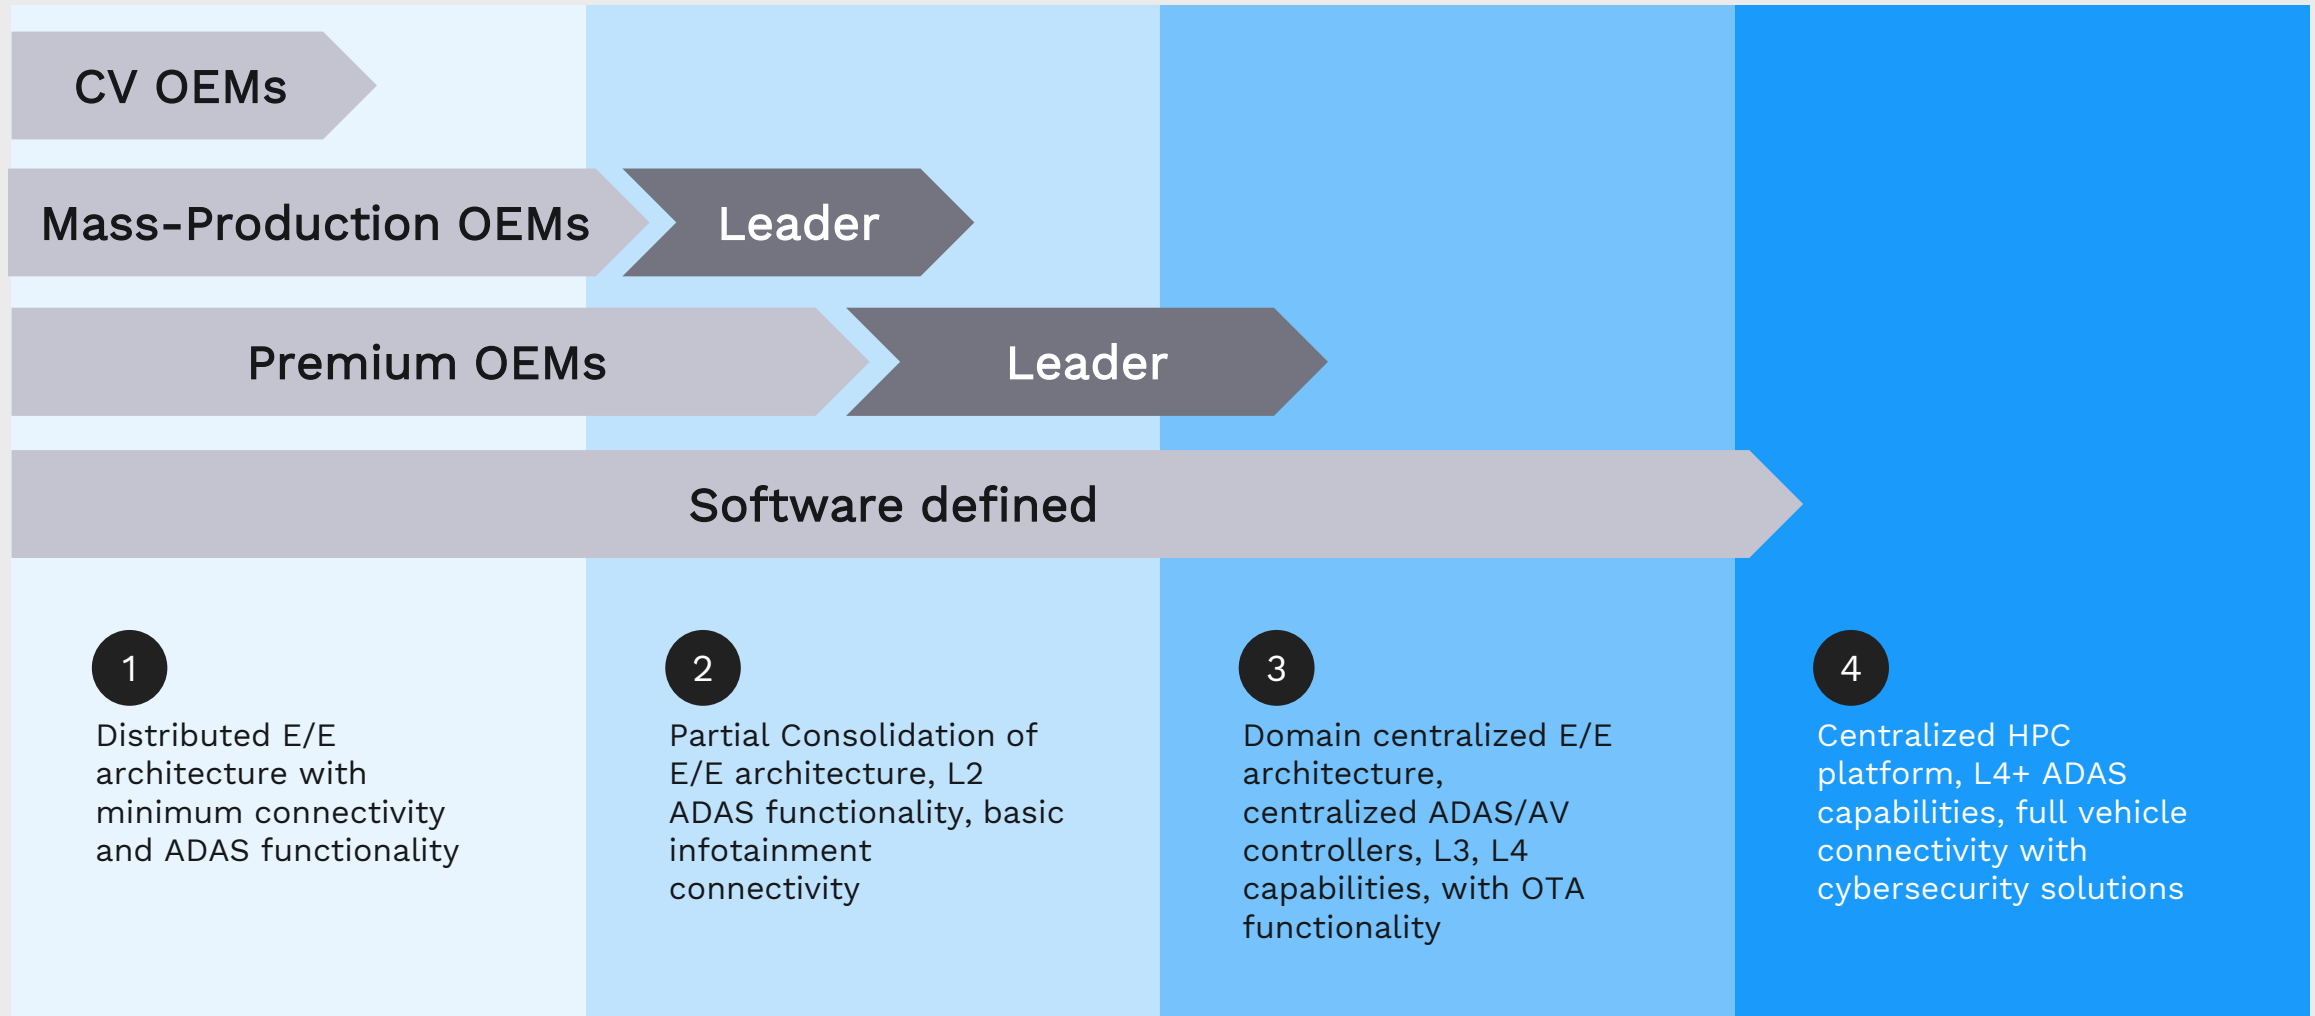 CV OEMs
Mass-Production OEMs
Leader
Premium OEMs
Leader
Software defined
1
Distributed E/E
architecture with
minimum connectivity
and ADAS functionality
2
Partial Consolidation of
E/E architecture, L2
ADAS functionality, basic
infotainment
connectivity
3
Domain centralized E/E
architecture,
centralized ADAS/AV
controllers, L3, L4
capabilities, with OTA
functionality
4
Centralized HPC
platform, L4+ ADAS
capabilities, full vehicle
connectivity with
cybersecurity solutions